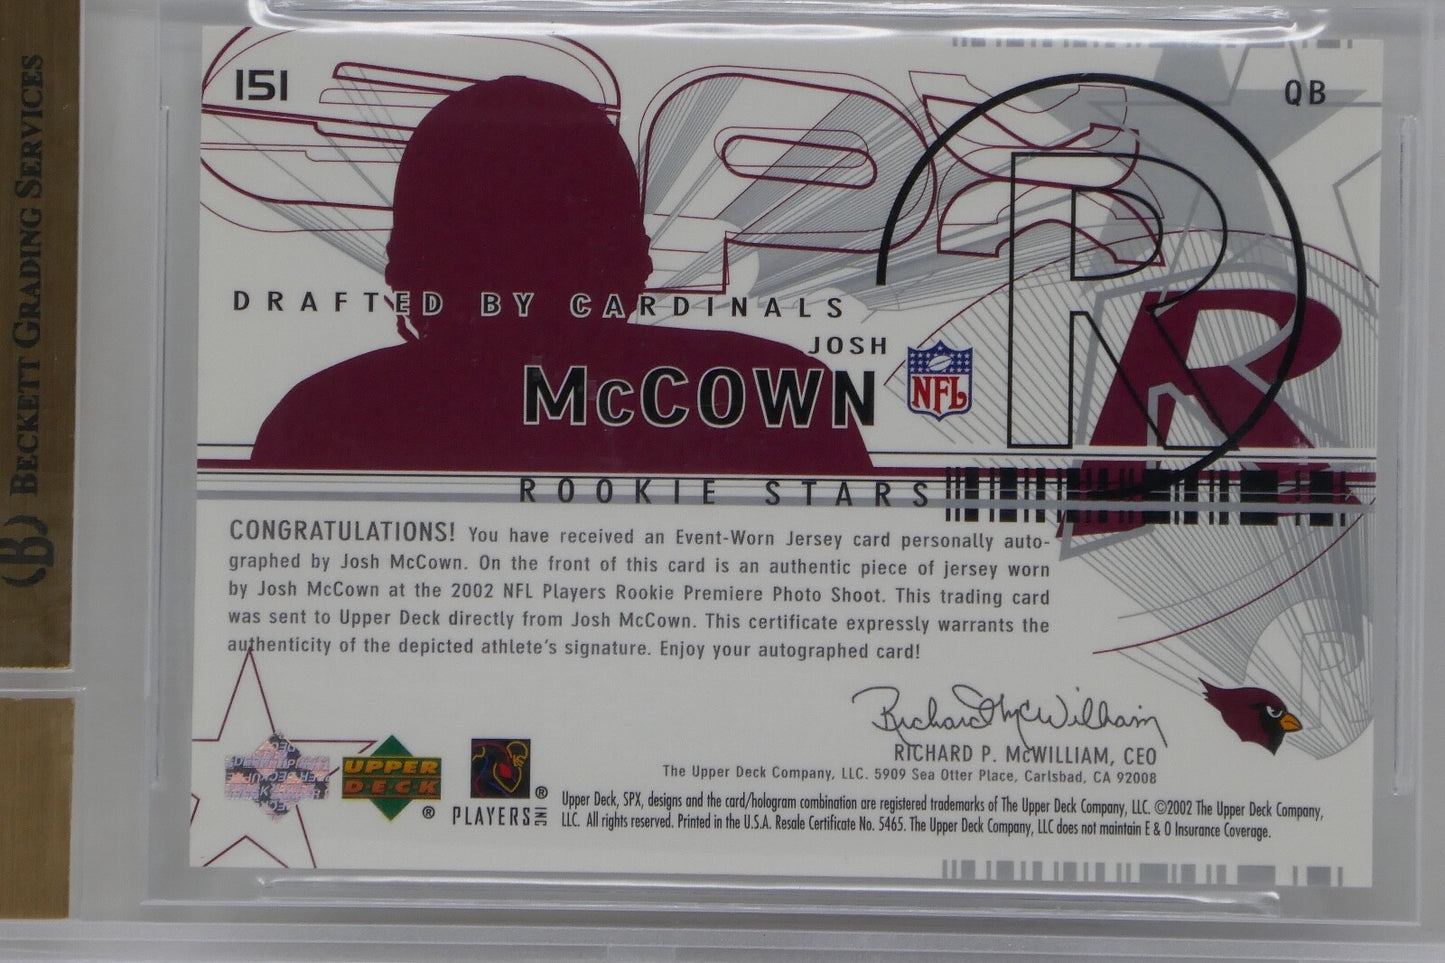 BECKETT GRADING SERVICES
B
151
QB
SPX
R
R
DRAFTED BY CARDINALS
JOSH
McCOWN
NFL
ROOKIE STARS
CONGRATULATIONS! You have received an Event-Worn Jersey card personally auto-
graphed by Josh McCown. On the front of this card is an authentic piece of jersey worn
by Josh McCown at the 2002 NFL Players Rookie Premiere Photo Shoot. This trading card
was sent to Upper Deck directly from Josh McCown. This certificate expressly warrants the
authenticity of the depicted athlete's signature. Enjoy your autographed card!
Richard McWilliam
RICHARD P. McWILLIAM, CEO
The Upper Deck Company, LLC. 5909 Sea Otter Place, Carlsbad, CA 92008
UPPER
DECK
®
PLAYERS INC
®
Upper Deck, SPX, designs and the card/hologram combination are registered trademarks of The Upper Deck Company, LLC. ©2002 The Upper Deck Company,
LLC. All rights reserved. Printed in the U.S.A. Resale Certificate No. 5465. The Upper Deck Company, LLC does not maintain E & O Insurance Coverage.